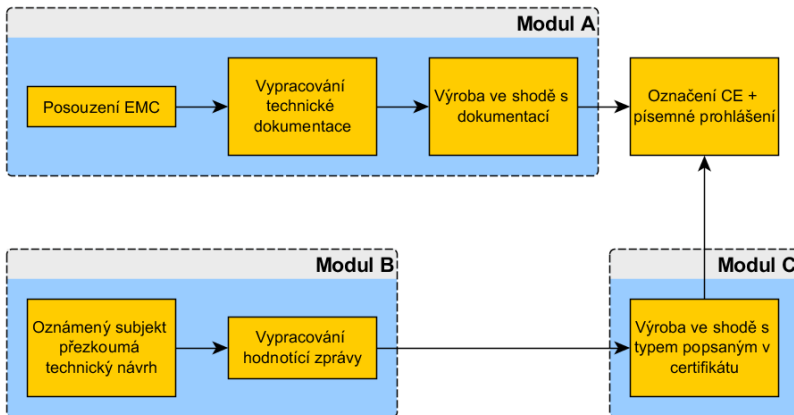 Modul A
Posouzení EMC
Vypracování
technické
dokumentace
Výroba ve shodě s
dokumentací
Označení CE +
písemné prohlášení
Modul B
Oznámený subjekt
přezkoumá
technický návrh
Vypracování
hodnotící zprávy
Modul C
Výroba ve shodě s
typem popsaným v
certifikátu